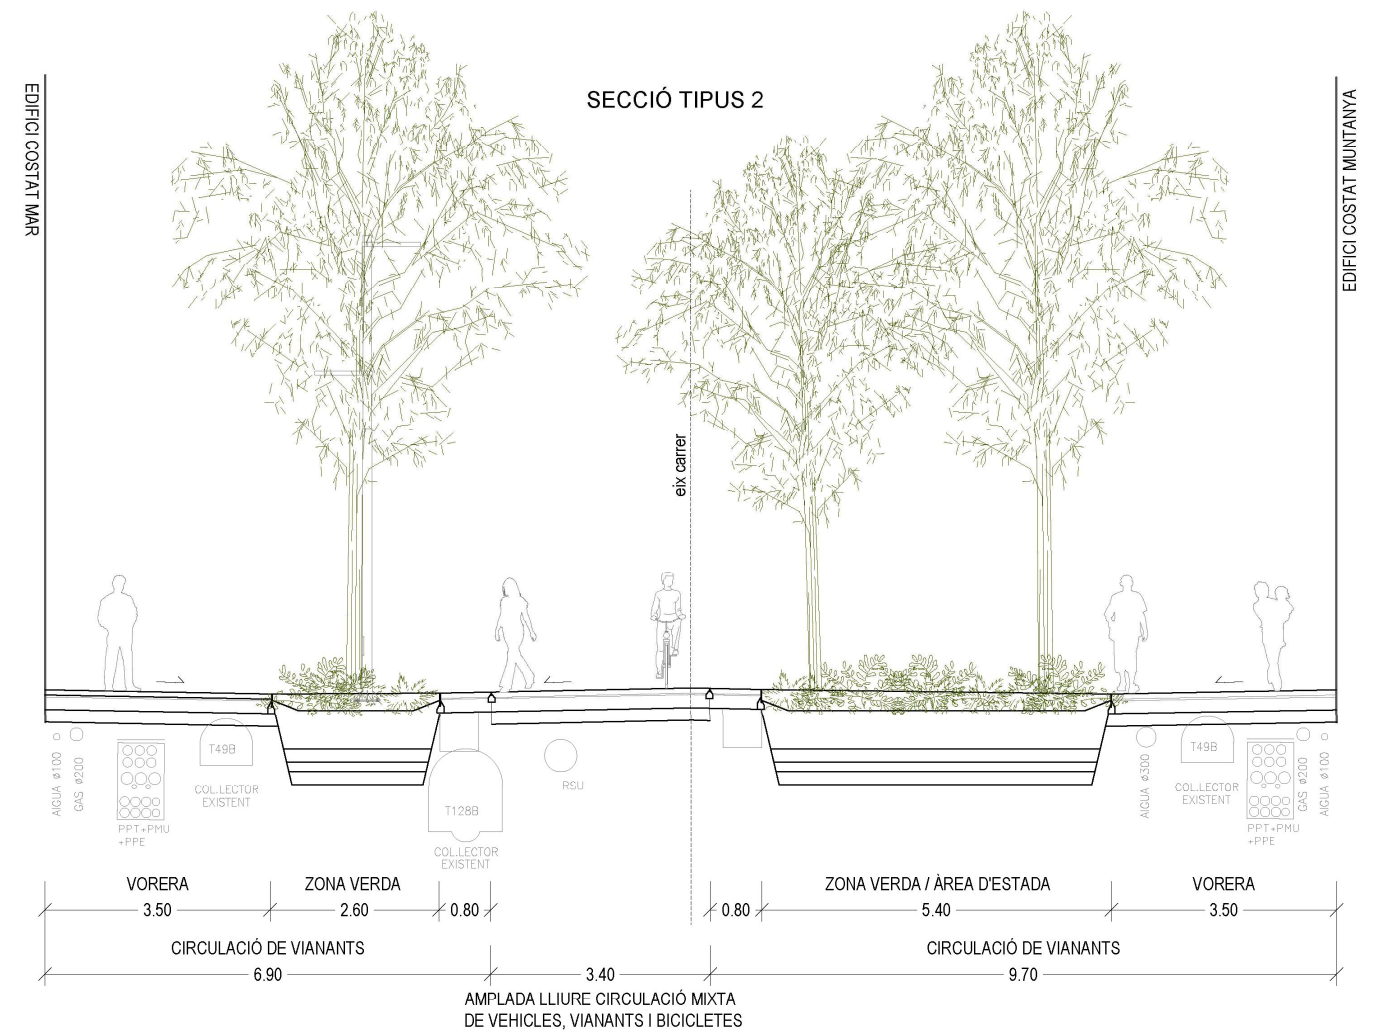 SECCIÓ TIPUS 2
EDIFICI COSTAT MAR
EDIFICI COSTAT MUNTANYA
eix carrer
AIGUA ø100
GAS ø200
PPT+PMU
+PPE
T49B
COL.LECTOR
EXISTENT
T128B
COL.LECTOR
EXISTENT
RSU
AIGUA ø300
T49B
COL.LECTOR
EXISTENT
PPT+PMU
+PPE
GAS ø200
AIGUA ø100
VORERA
ZONA VERDA
ZONA VERDA / ÀREA D'ESTADA
VORERA
3.50
2.60
0.80
0.80
5.40
3.50
CIRCULACIÓ DE VIANANTS
CIRCULACIÓ DE VIANANTS
6.90
3.40
9.70
AMPLADA LLIURE CIRCULACIÓ MIXTA
DE VEHICLES, VIANANTS I BICICLETES